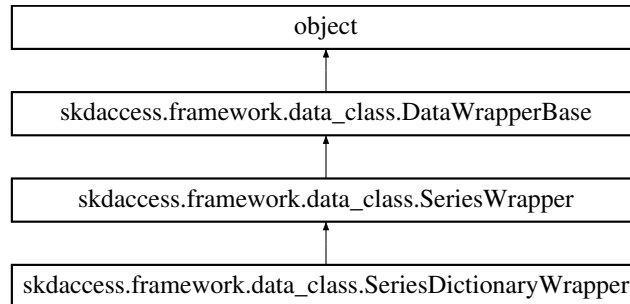 object
skdaccess.framework.data_class.DataWrapperBase
skdaccess.framework.data_class.SeriesWrapper
skdaccess.framework.data_class.SeriesDictionaryWrapper